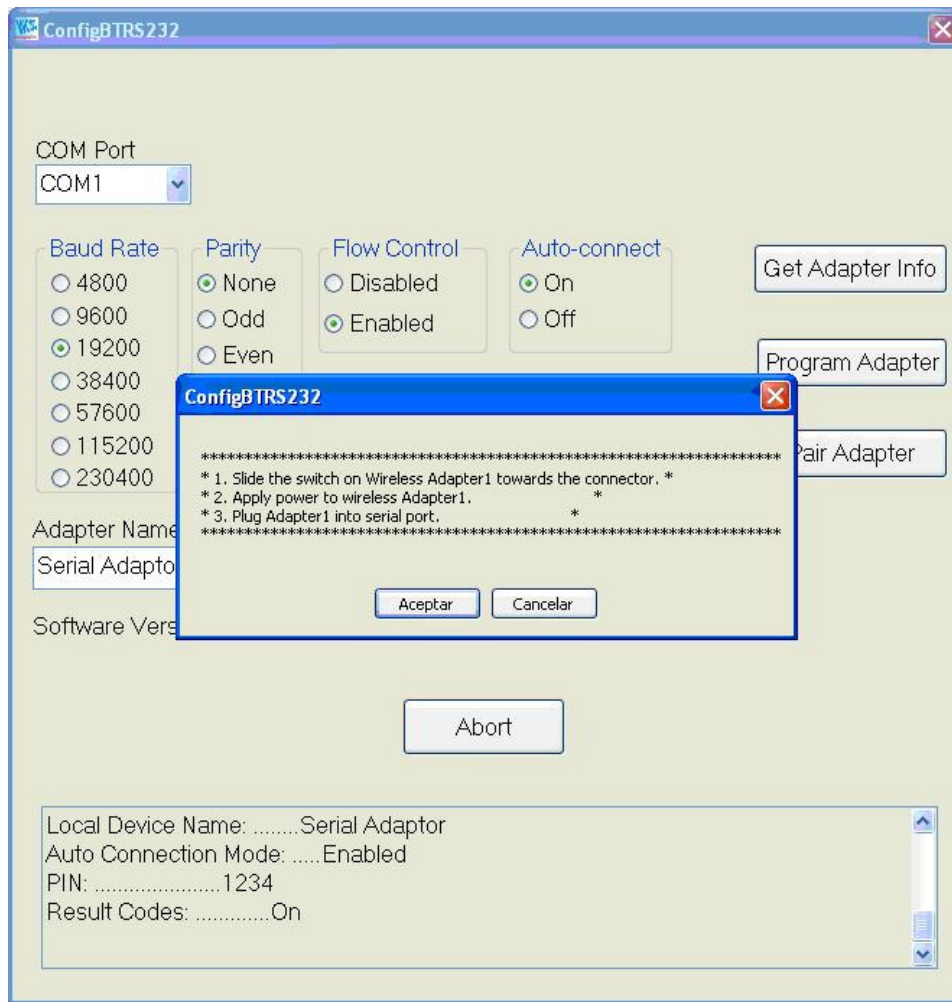 ConfigBTRS232
COM Port
COM1
Baud Rate
4800
9600
19200
38400
57600
115200
230400
Parity
None
Odd
Even
Flow Control
Disabled
Enabled
Auto-connect
On
Off
Get Adapter Info
Program Adapter
Pair Adapter
ConfigBTRS232
*******************************************************************
* 1. Slide the switch on Wireless Adapter1 towards the connector. *
* 2. Apply power to wireless Adapter1. *
* 3. Plug Adapter1 into serial port. *
*******************************************************************
Aceptar
Cancelar
Adapter Name
Serial Adapto
Software Vers
Abort
Local Device Name: ........Serial Adaptor
Auto Connection Mode: .....Enabled
PIN: .......................1234
Result Codes: .............On